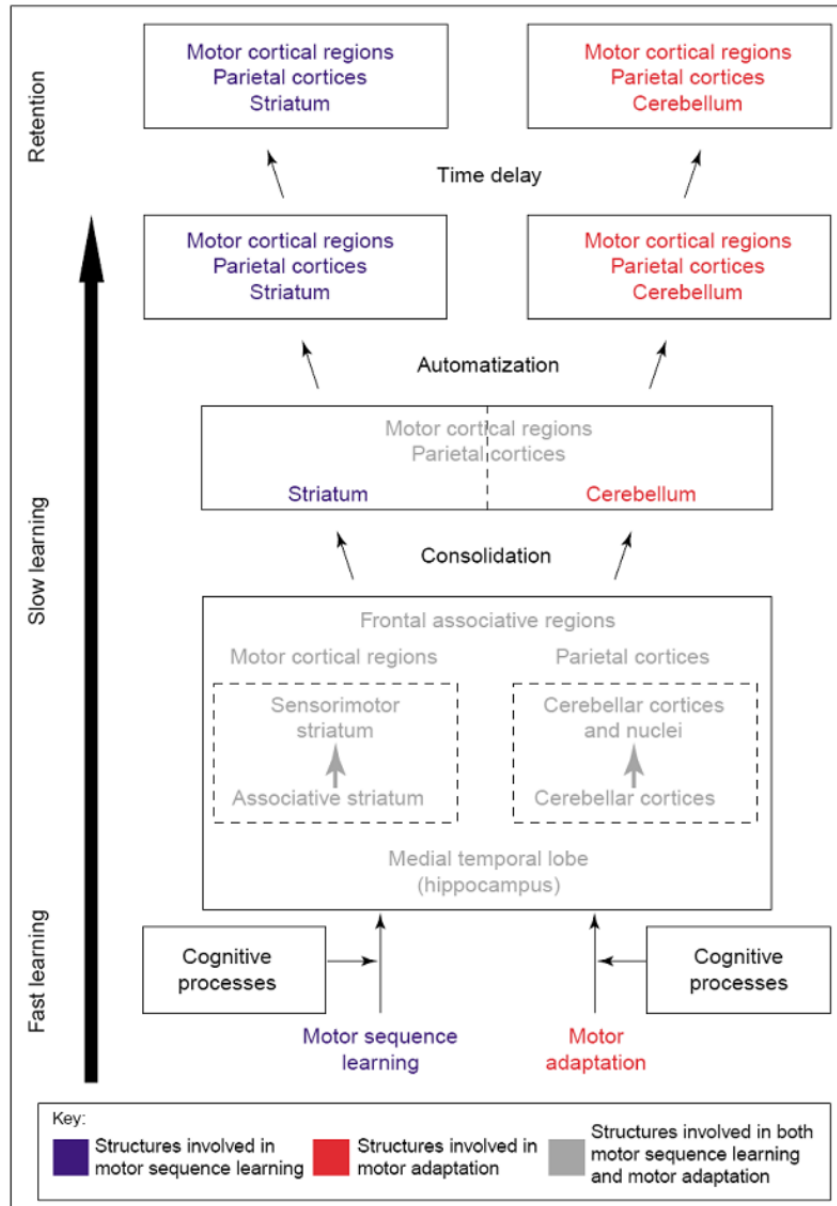 Retention
Motor cortical regions
Parietal cortices
Striatum
Motor cortical regions
Parietal cortices
Cerebellum
Time delay
Motor cortical regions
Parietal cortices
Striatum
Motor cortical regions
Parietal cortices
Cerebellum
Automatization
Motor cortical regions
Parietal cortices
Striatum
Cerebellum
Slow learning
Consolidation
Frontal associative regions
Motor cortical regions
Parietal cortices
Sensorimotor
striatum
Associative striatum
Cerebellar cortices
and nuclei
Cerebellar cortices
Medial temporal lobe
(hippocampus)
Fast learning
Cognitive
processes
Cognitive
processes
Motor sequence
learning
Motor
adaptation
Key:
Structures involved in
motor sequence learning
Structures involved in
motor adaptation
Structures involved in both
motor sequence learning
and motor adaptation